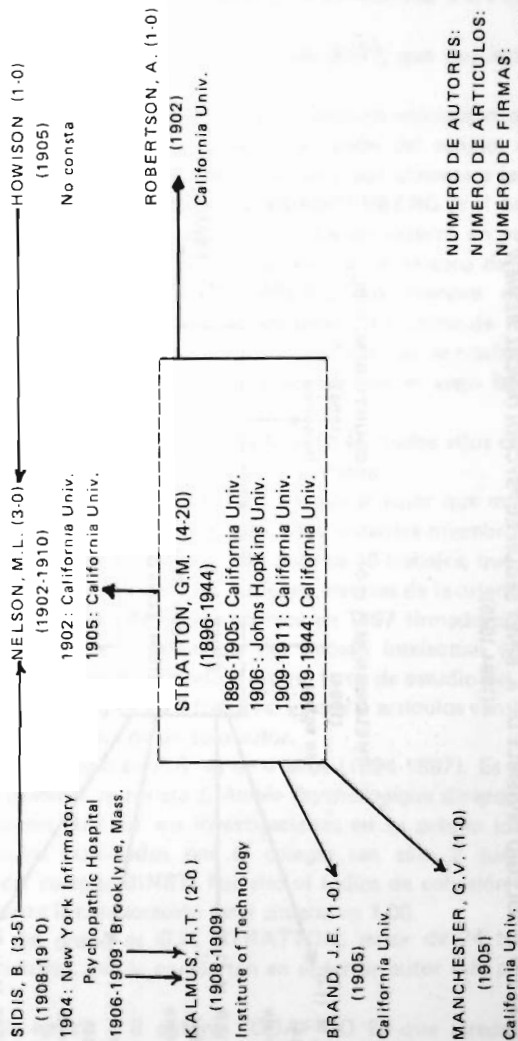 SIDIS, B. (3-5)
(1908-1910)
1904: New York Infirmatory
Psychopathic Hospital
1906-1909: Brooklyne, Mass.
NELSON, M.L. (3-0)
(1902-1910)
1902: California Univ.
1905: California Univ.
HOWISON (1-0)
(1905)
No consta
KALMUS, H.T. (2-0)
(1908-1909)
Institute of Technology
STRATTON, G.M. (4-20)
(1896-1944)
1896-1905: California Univ.
1906-: Johns Hopkins Univ.
1909-1911: California Univ.
1919-1944: California Univ.
ROBERTSON, A. (1-0)
(1902)
California Univ.
BRAND, J.E. (1-0)
(1905)
California Univ.
MANCHESTER, G.V. (1-0)
(1905)
California Univ.
NUMERO DE AUTORES:
NUMERO DE ARTICULOS:
NUMERO DE FIRMAS: